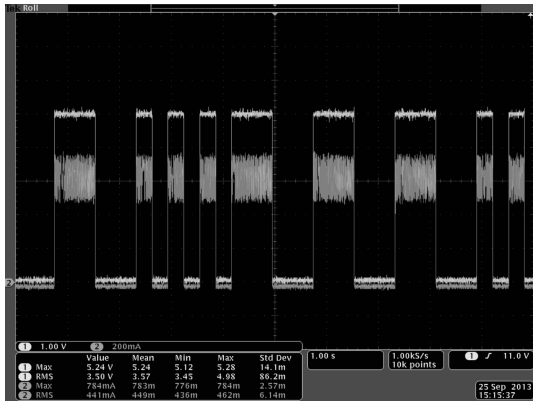 Tek Roll
2
1 1.00 V 2 200mA
Value Mean Min Max Std Dev
1 Max 5.24 V 5.24 5.12 5.28 14.1m
1 RMS 3.50 V 3.57 3.45 4.98 86.2m
2 Max 784mA 783m 776m 784m 2.57m
2 RMS 441mA 449m 436m 462m 6.14m
1.00 s
1.00kS/s
10k points
1 11.0 V
25 Sep 2013
15:15:37